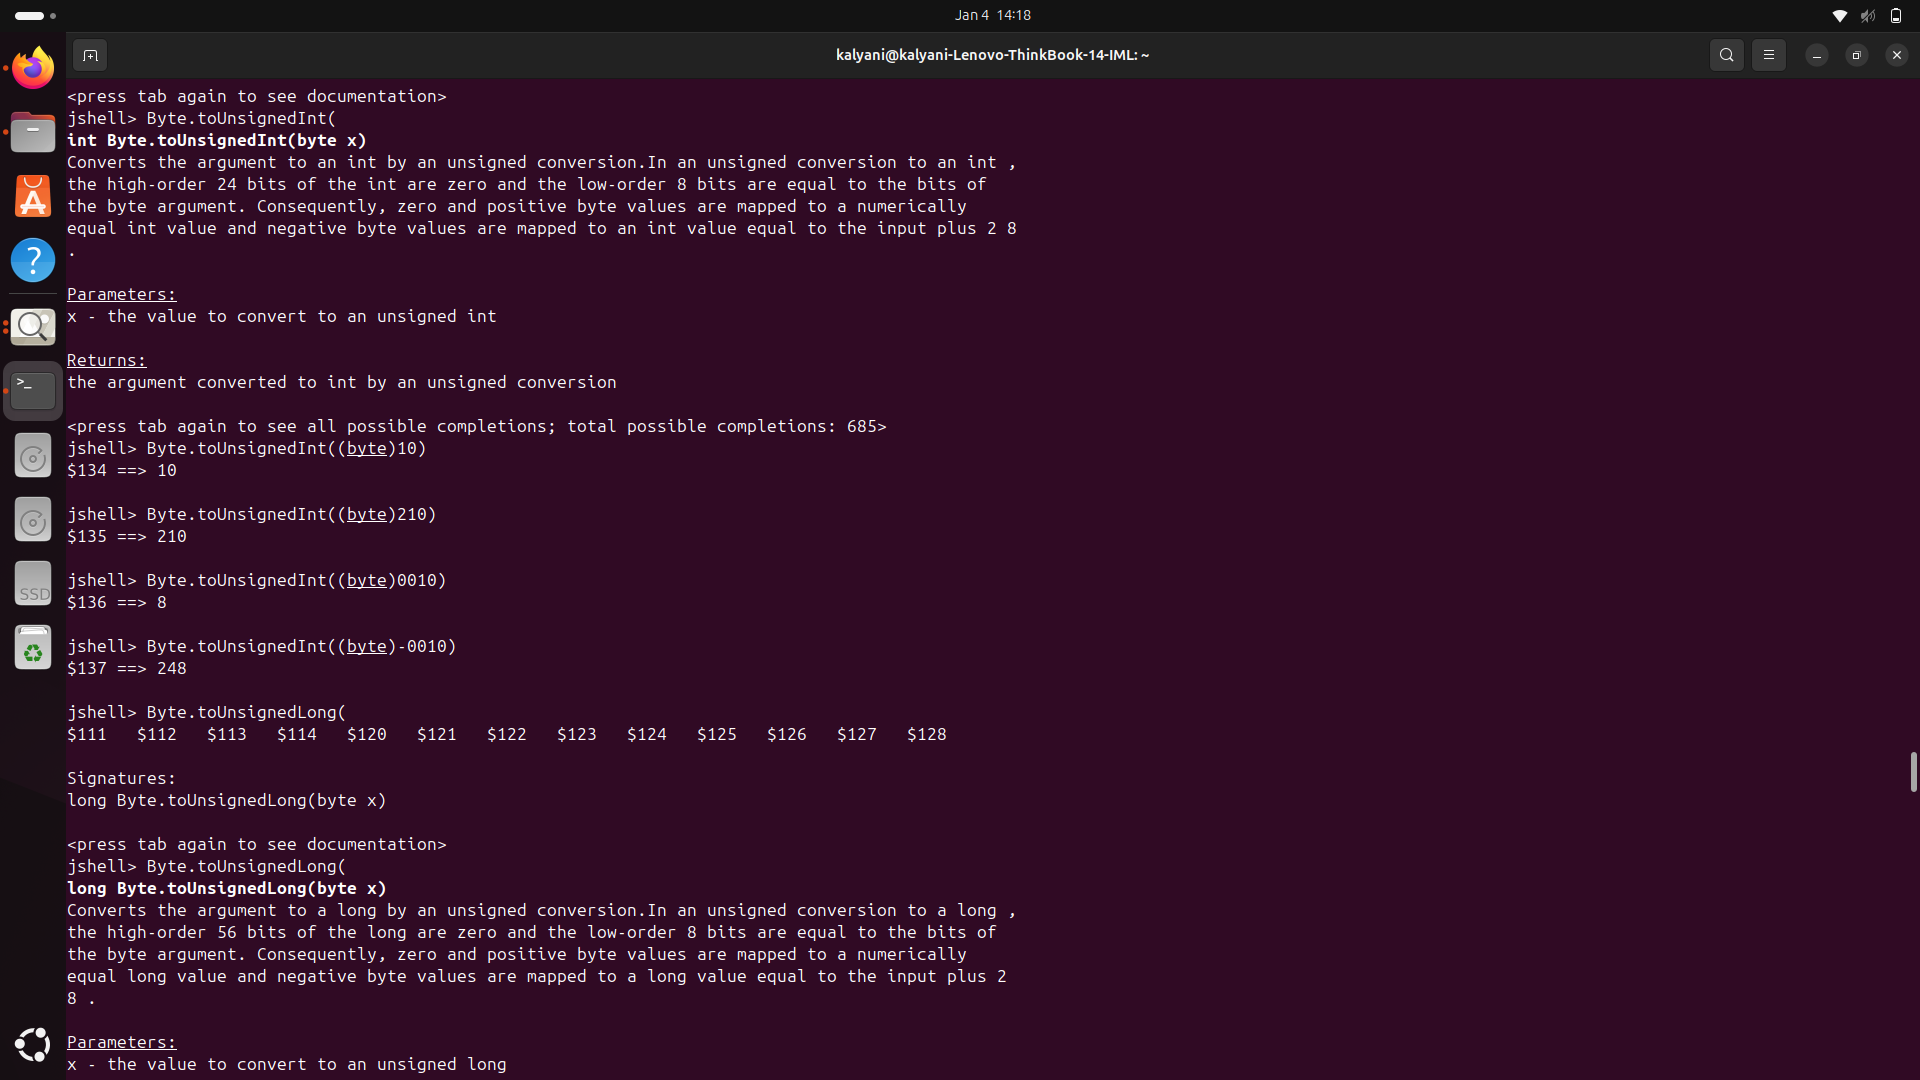 Jan 4 14:18
kalyani@kalyani-Lenovo-ThinkBook-14-IML: ~
<press tab again to see documentation>
jshell> Byte.toUnsignedInt(
int Byte.toUnsignedInt(byte x)
Converts the argument to an int by an unsigned conversion.In an unsigned conversion to an int ,
the high-order 24 bits of the int are zero and the low-order 8 bits are equal to the bits of
the byte argument. Consequently, zero and positive byte values are mapped to a numerically
equal int value and negative byte values are mapped to an int value equal to the input plus 2 8
.
Parameters:
x - the value to convert to an unsigned int
Returns:
the argument converted to int by an unsigned conversion
<press tab again to see all possible completions; total possible completions: 685>
jshell> Byte.toUnsignedInt((byte)10)
$134 ==> 10
jshell> Byte.toUnsignedInt((byte)210)
$135 ==> 210
jshell> Byte.toUnsignedInt((byte)0010)
$136 ==> 8
jshell> Byte.toUnsignedInt((byte)-0010)
$137 ==> 248
jshell> Byte.toUnsignedLong(
$111 $112 $113 $114 $120 $121 $122 $123 $124 $125 $126 $127 $128
Signatures:
long Byte.toUnsignedLong(byte x)
<press tab again to see documentation>
jshell> Byte.toUnsignedLong(
long Byte.toUnsignedLong(byte x)
Converts the argument to a long by an unsigned conversion.In an unsigned conversion to a long ,
the high-order 56 bits of the long are zero and the low-order 8 bits are equal to the bits of
the byte argument. Consequently, zero and positive byte values are mapped to a numerically
equal long value and negative byte values are mapped to a long value equal to the input plus 2
8 .
Parameters:
x - the value to convert to an unsigned long
SSD